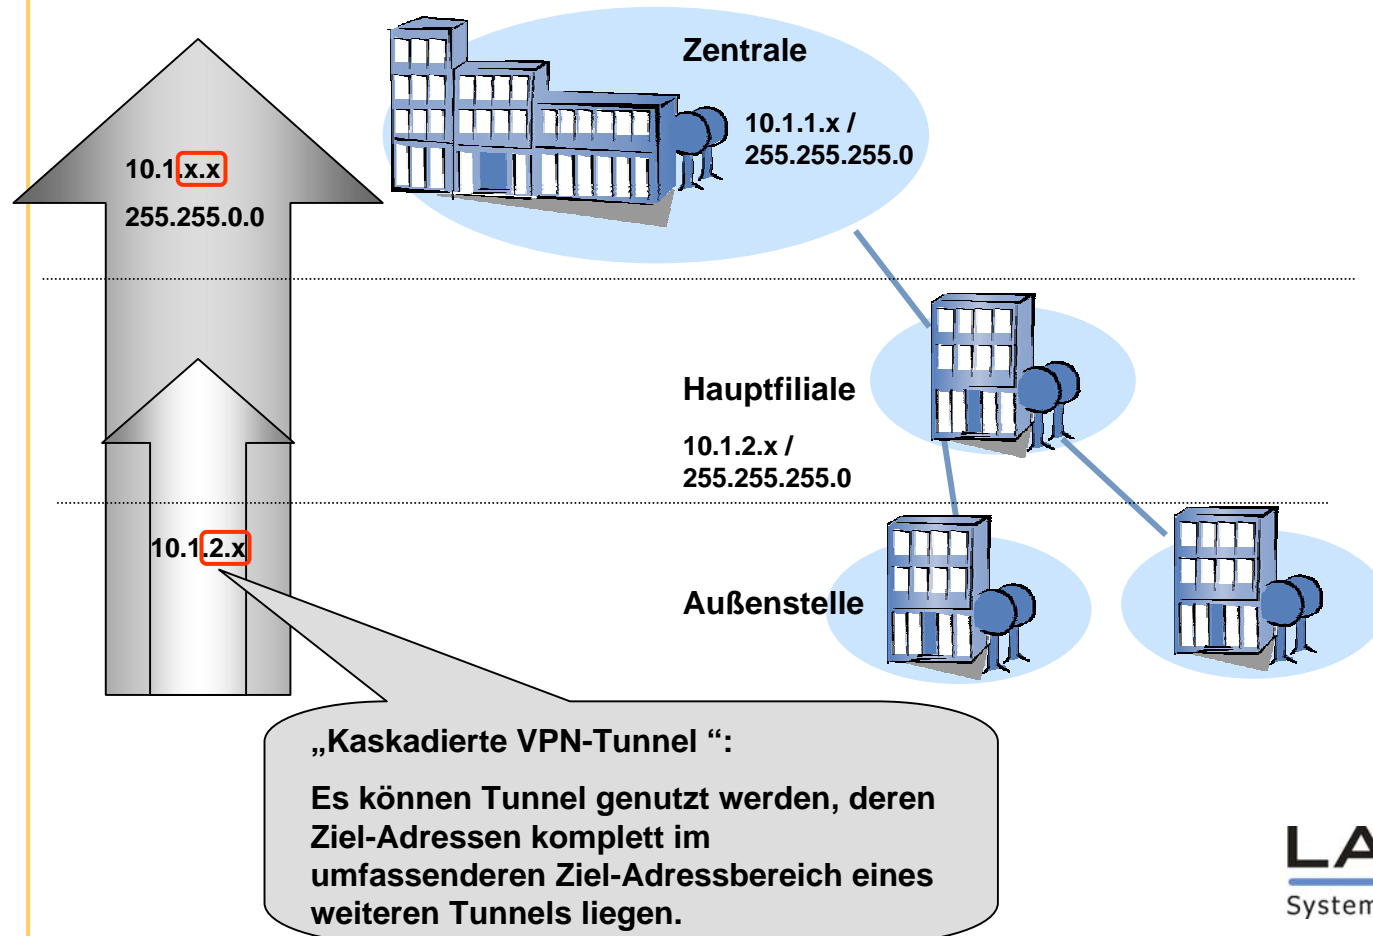 Zentrale
10.1.1.x /
255.255.255.0
10.1.x.x
255.255.0.0
Hauptfiliale
10.1.2.x /
255.255.255.0
10.1.2.x
Außenstelle
„Kaskadierte VPN-Tunnel “:
Es können Tunnel genutzt werden, deren
Ziel-Adressen komplett im
umfassenderen Ziel-Adressbereich eines
weiteren Tunnels liegen.
LA
System